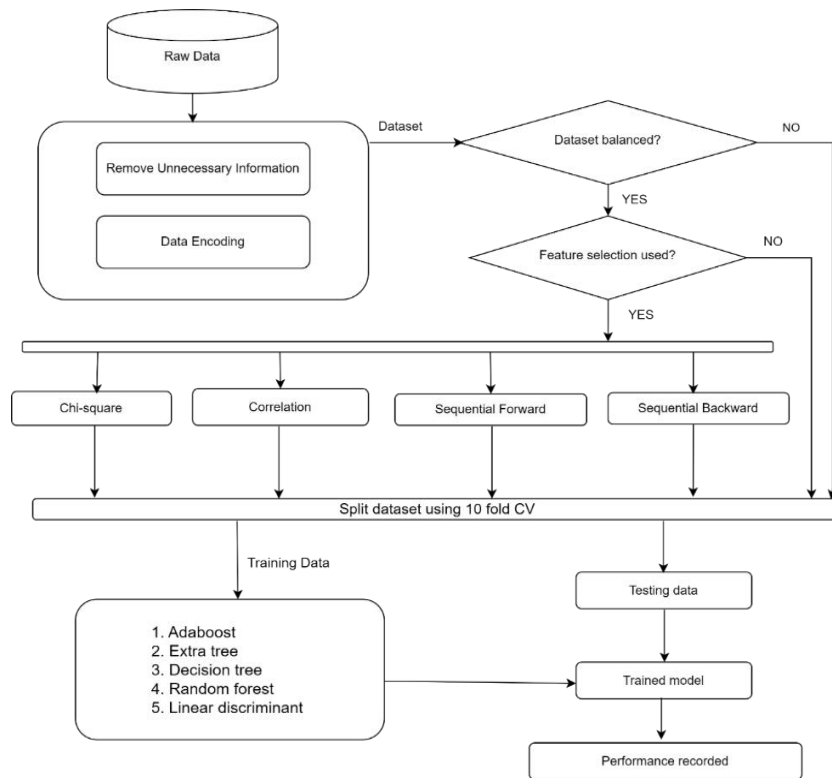 Raw Data
Dataset
Dataset balanced?
NO
Remove Unnecessary Information
YES
Data Encoding
Feature selection used?
NO
YES
Chi-square
Correlation
Sequential Forward
Sequential Backward
Split dataset using 10 fold CV
Training Data
Testing data
1. Adaboost
2. Extra tree
3. Decision tree
4. Random forest
5. Linear discriminant
Trained model
Performance recorded